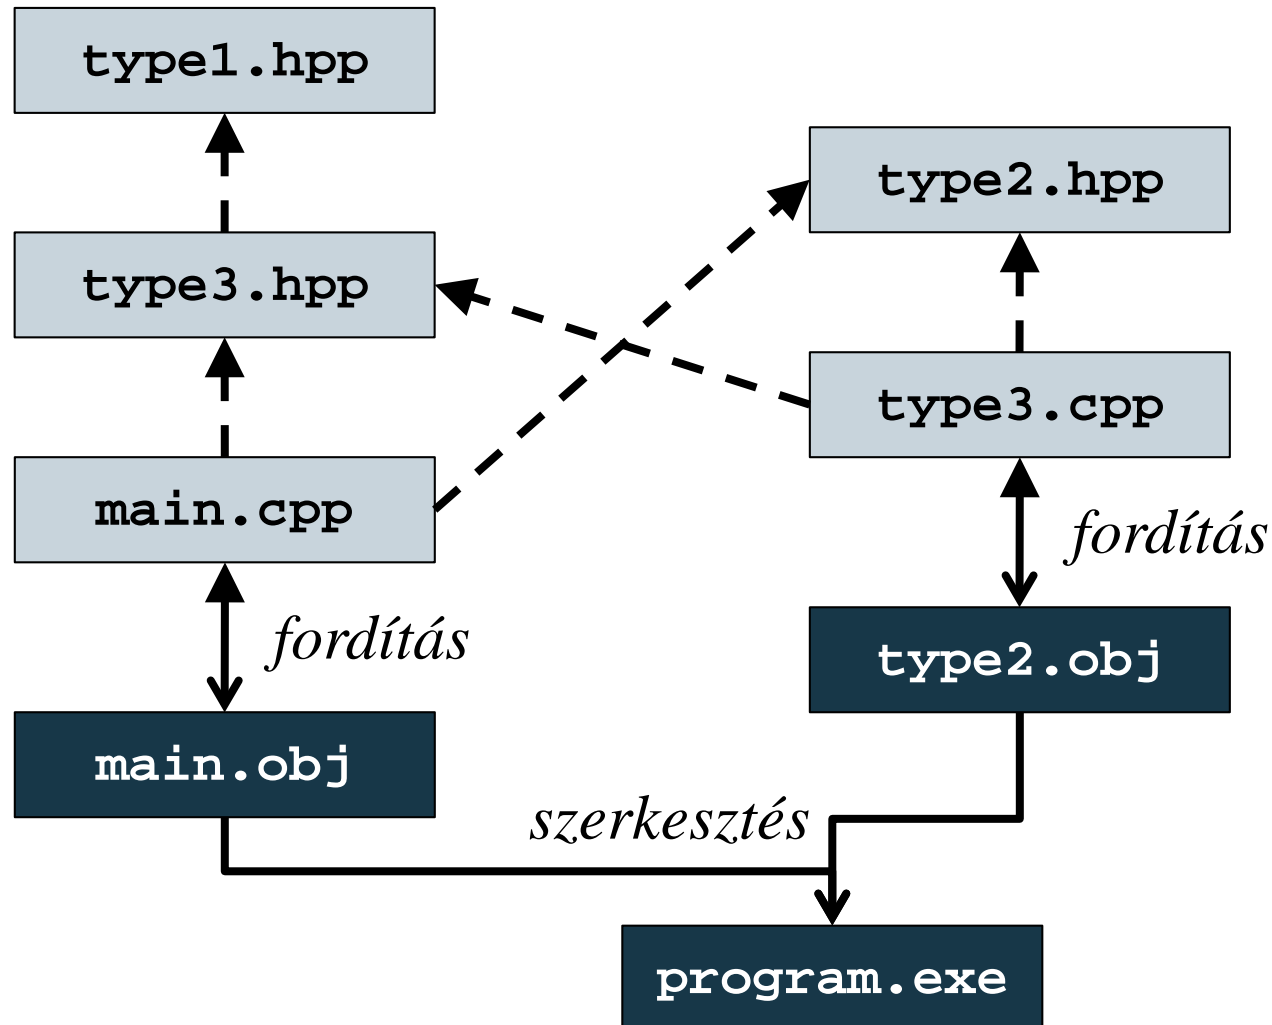 type1.hpp
type2.hpp
type3.hpp
type3.cpp
main.cpp
fordítás
fordítás
type2.obj
main.obj
szerkesztés
program.exe